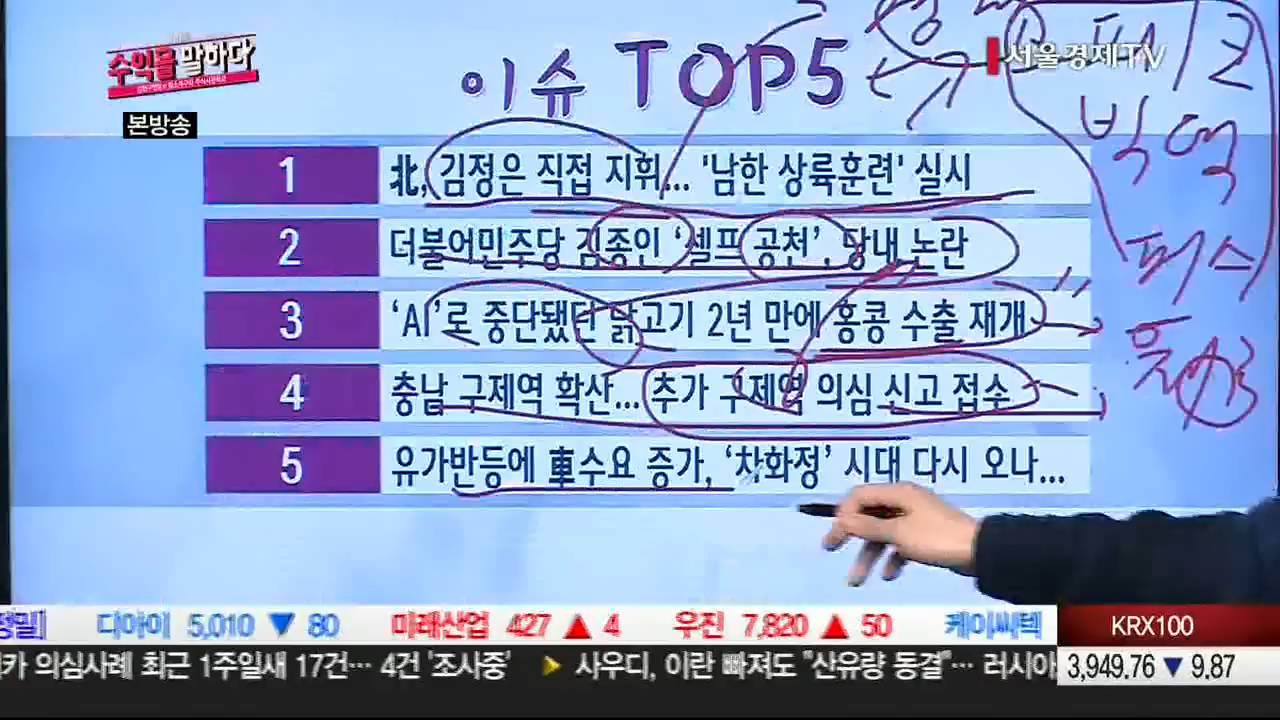 수익을 말하다
서울경제TV
본방송
이슈 TOP5
1 北, 김정은 직접 지휘... '남한 상륙훈련' 실시
2 더불어민주당 김종인 '셀프 공천', 당내 논란
3 'AI'로 중단됐던 닭고기 2년 만에 홍콩 수출 재개
4 충남 구제역 확산... 추가 구제역 의심 신고 접수
5 유가반등에 車수요 증가, '차화정' 시대 다시 오나...
정밀] 디아이 5,010 ▼ 80 미래산업 427 ▲ 4 우진 7,820 ▲ 50 케이씨텍
KRX100
카 의심사례 최근 1주일새 17건... 4건 '조사중' 사우디, 이란 빠져도 "산유량 동결"... 러시아
3,949.76 ▼ 9.87